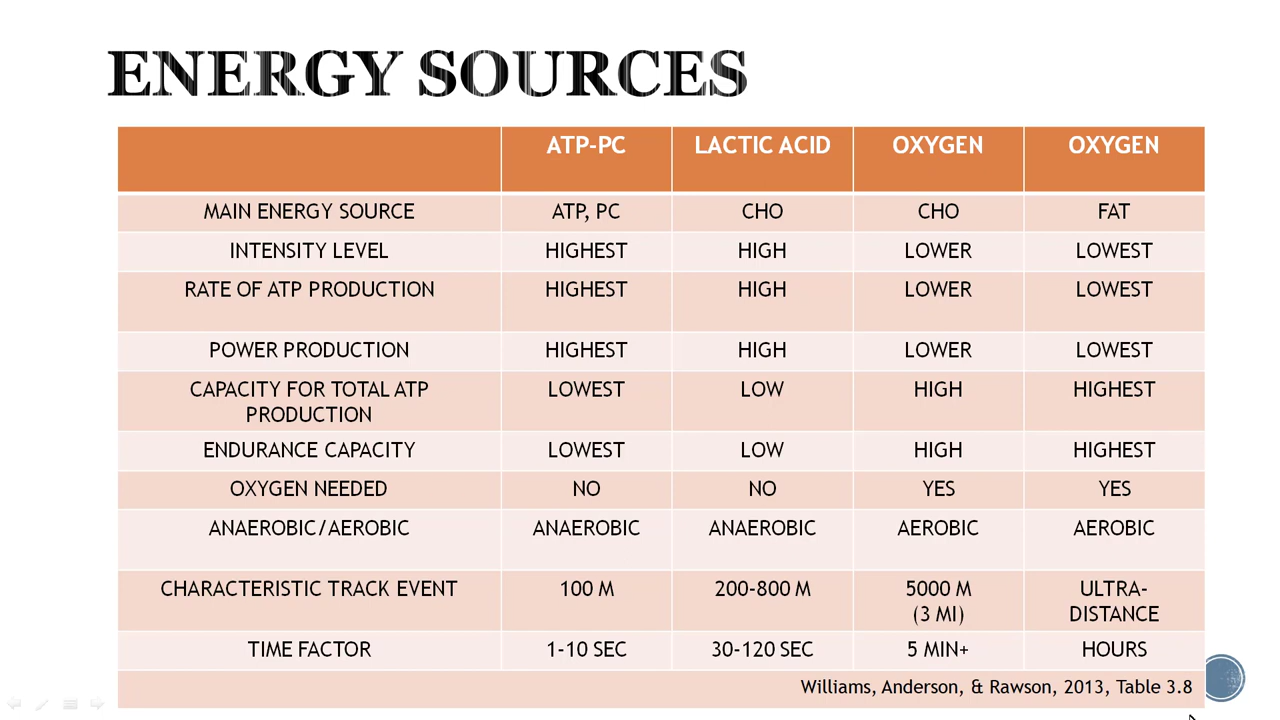 ENERGY SOURCES
ATP-PC LACTIC ACID OXYGEN OXYGEN
MAIN ENERGY SOURCE ATP, PC CHO CHO FAT
INTENSITY LEVEL HIGHEST HIGH LOWER LOWEST
RATE OF ATP PRODUCTION HIGHEST HIGH LOWER LOWEST
POWER PRODUCTION HIGHEST HIGH LOWER LOWEST
CAPACITY FOR TOTAL ATP LOWEST LOW HIGH HIGHEST
PRODUCTION
ENDURANCE CAPACITY LOWEST LOW HIGH HIGHEST
OXYGEN NEEDED NO NO YES YES
ANAEROBIC/AEROBIC ANAEROBIC ANAEROBIC AEROBIC AEROBIC
CHARACTERISTIC TRACK EVENT 100 M 200-800 M 5000 M ULTRA-
(3 MI) DISTANCE
TIME FACTOR 1-10 SEC 30-120 SEC 5 MIN+ HOURS
Williams, Anderson, & Rawson, 2013, Table 3.8